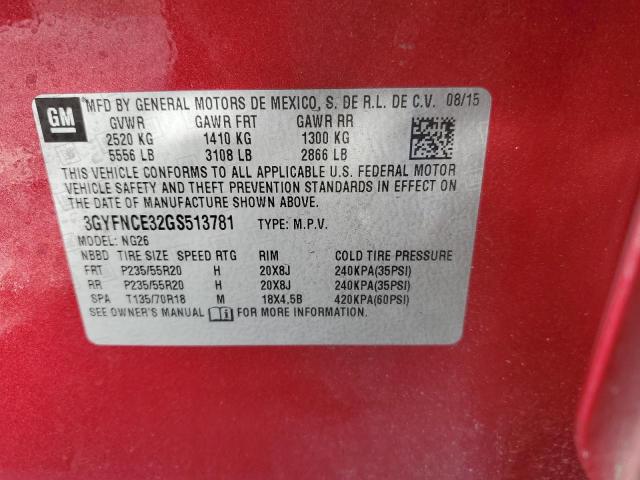 GM
MFD BY GENERAL MOTORS DE MEXICO, S. DE R.L. DE C.V. 08/15
GVWR GAWR FRT GAWR RR
2520 KG 1410 KG 1300 KG
5556 LB 3108 LB 2866 LB
THIS VEHICLE CONFORMS TO ALL APPLICABLE U.S. FEDERAL MOTOR
VEHICLE SAFETY AND THEFT PREVENTION STANDARDS IN EFFECT ON
THE DATE OF MANUFACTURE SHOWN ABOVE.
3GYFNCE32GS513781 TYPE: M.P.V.
MODEL: NG26
NBBD TIRE SIZE SPEED RTG RIM COLD TIRE PRESSURE
FRT P235/55R20 H 20X8J 240KPA(35PSI)
RR P235/55R20 H 20X8J 240KPA(35PSI)
SPA T135/70R18 M 18X4.5B 420KPA(60PSI)
SEE OWNER'S MANUAL FOR MORE INFORMATION.